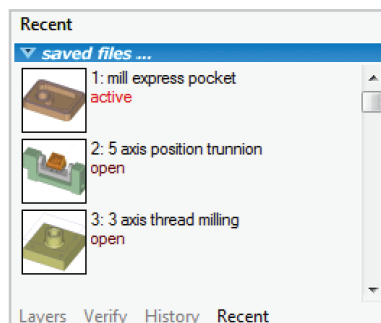 Recent
saved files ...
1: mill express pocket
active
2: 5 axis position trunnion
open
3: 3 axis thread milling
open
Layers Verify History Recent